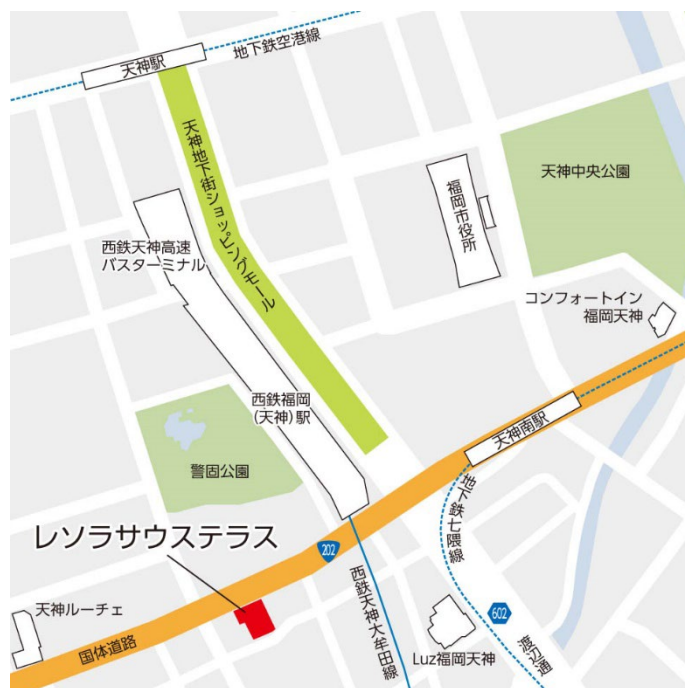 天神駅
地下鉄空港線
天神地下街ショッピングモール
天神中央公園
福岡市役所
西鉄天神高速
バスターミナル
コンフォートイン
福岡天神
西鉄福岡
(天神)駅
天神南駅
警固公園
地下鉄七隈線
レソラサウステラス
202
西鉄天神大牟田線
天神ルーチェ
602
渡辺通
国体道路
Luz福岡天神